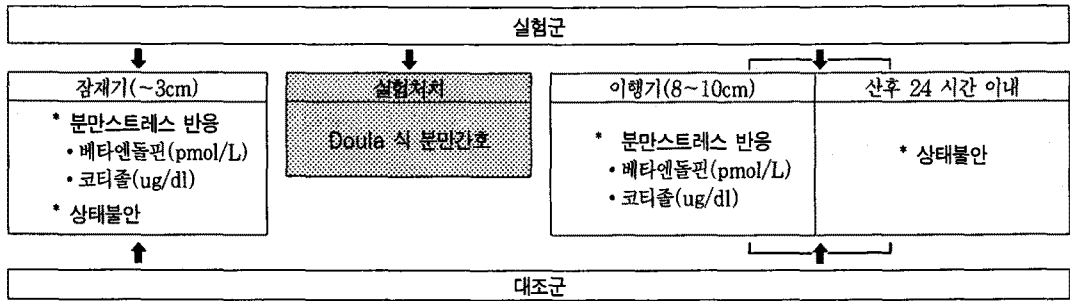 실험군
잠재기(~3cm)
* 분만스트레스 반응
• 베타엔돌핀(pmol/L)
• 코티졸(ug/dl)
* 상태불안
실험처치
Doula 식 분만간호
이행기(8~10cm)
* 분만스트레스 반응
• 베타엔돌핀(pmol/L)
• 코티졸(ug/dl)
산후 24 시간 이내
* 상태불안
대조군